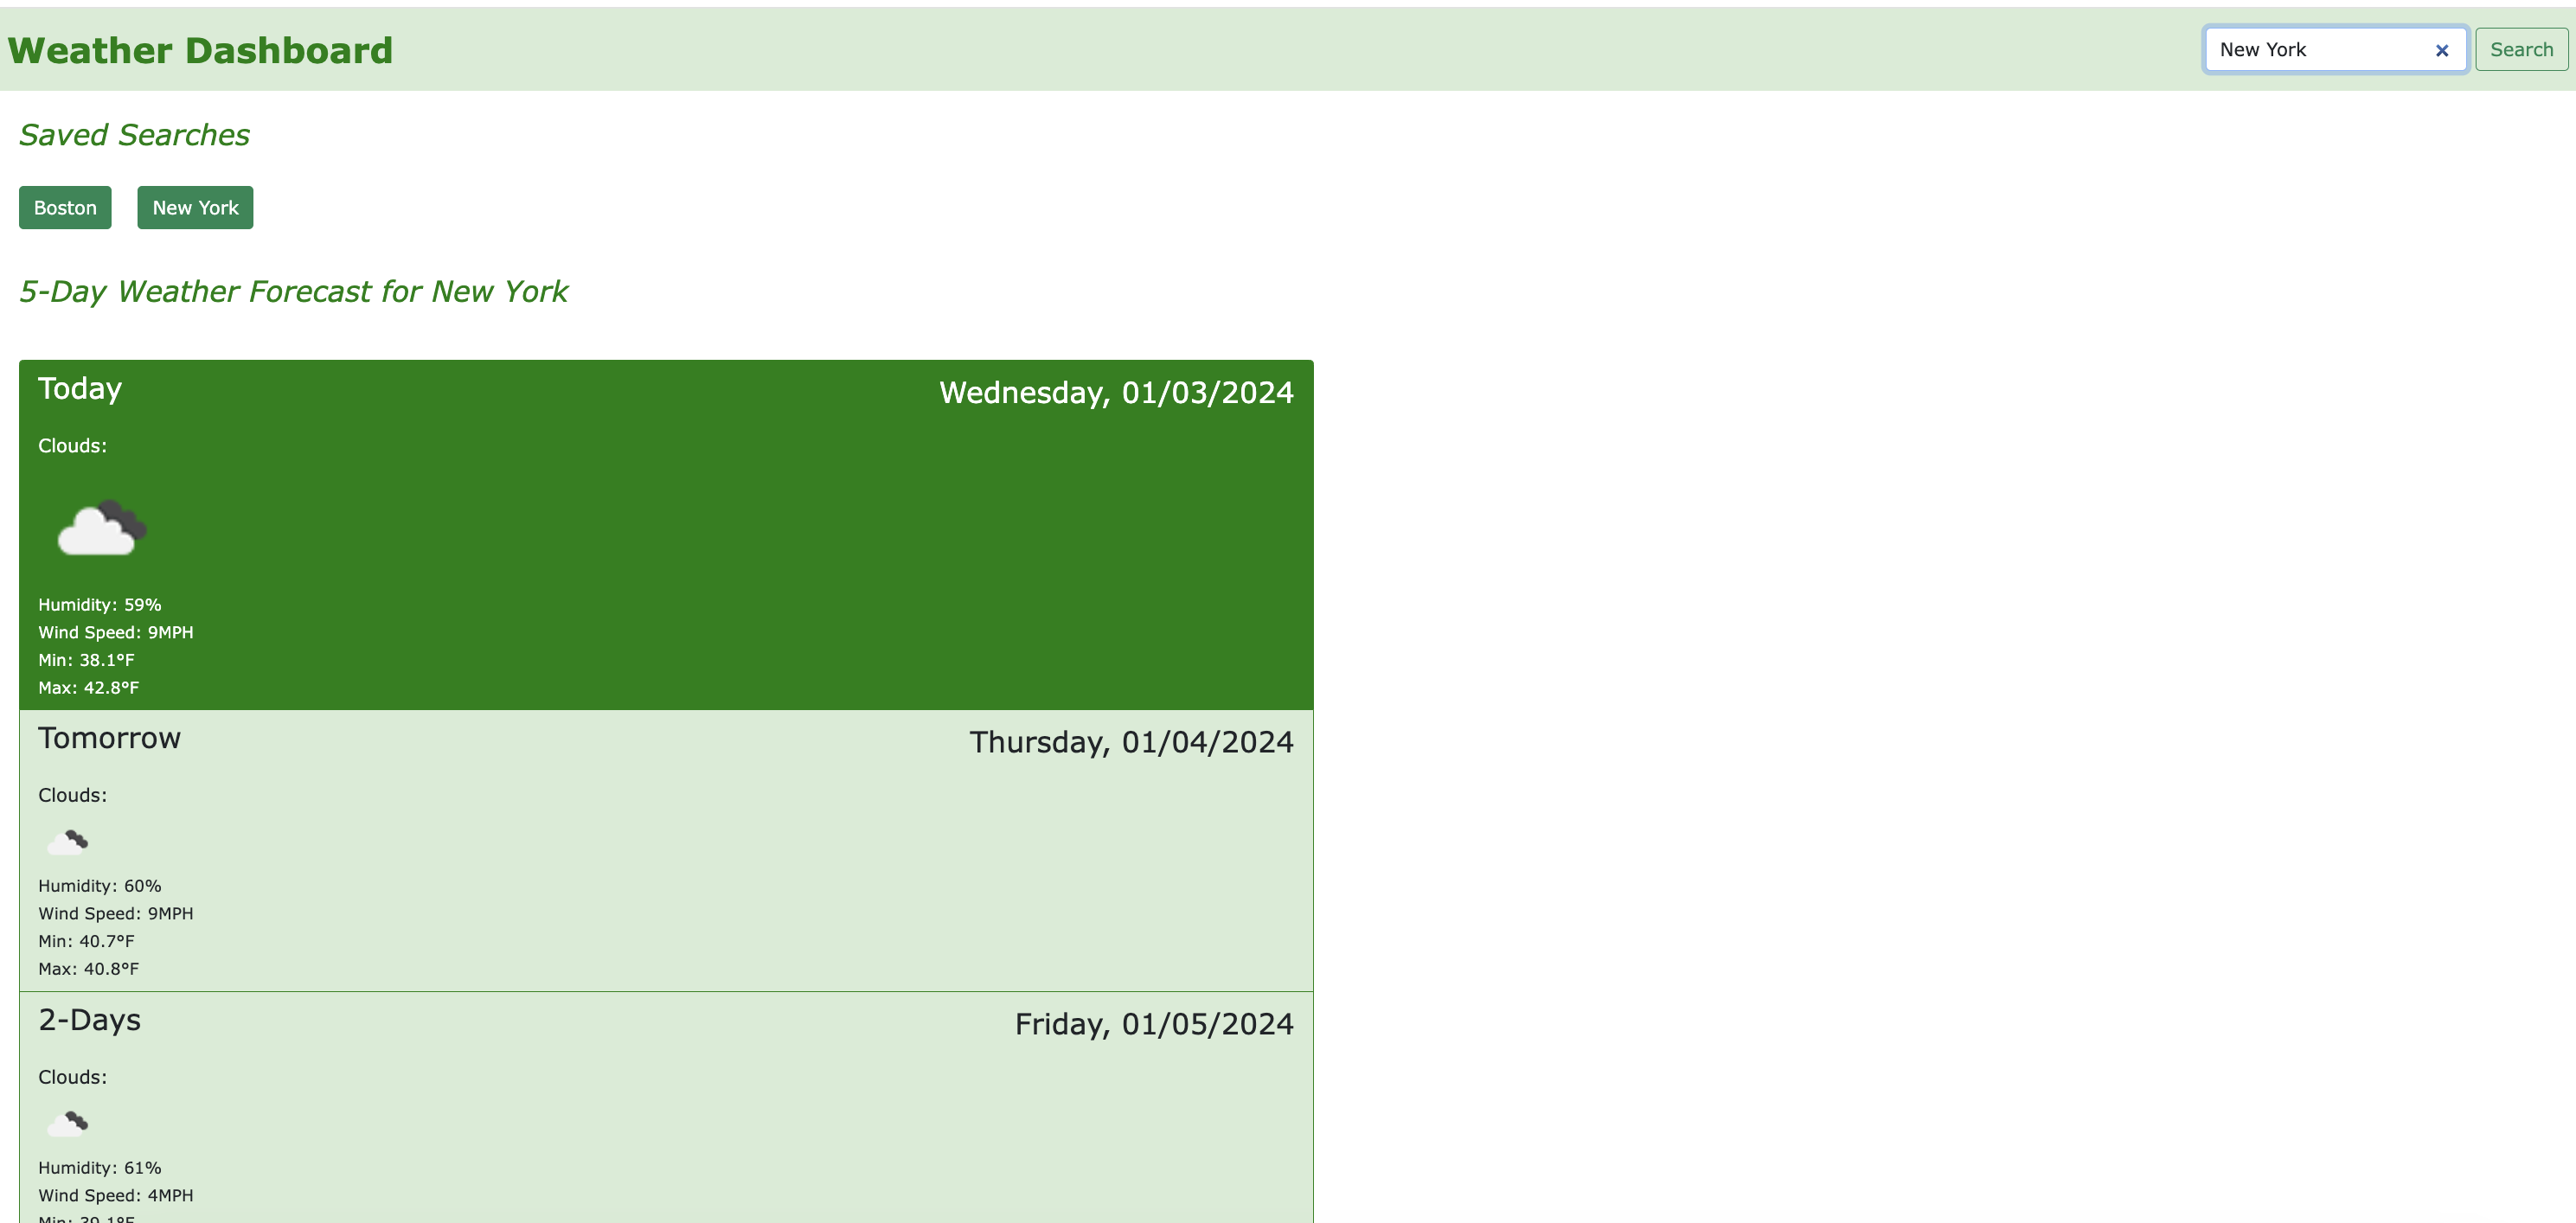 Weather Dashboard
New York
Search
Saved Searches
Boston
New York
5-Day Weather Forecast for New York
Today
Wednesday, 01/03/2024
Clouds:
Humidity: 59%
Wind Speed: 9MPH
Min: 38.1°F
Max: 42.8°F
Tomorrow
Thursday, 01/04/2024
Clouds:
Humidity: 60%
Wind Speed: 9MPH
Min: 40.7°F
Max: 40.8°F
2-Days
Friday, 01/05/2024
Clouds:
Humidity: 61%
Wind Speed: 4MPH
Min: 39.1°F